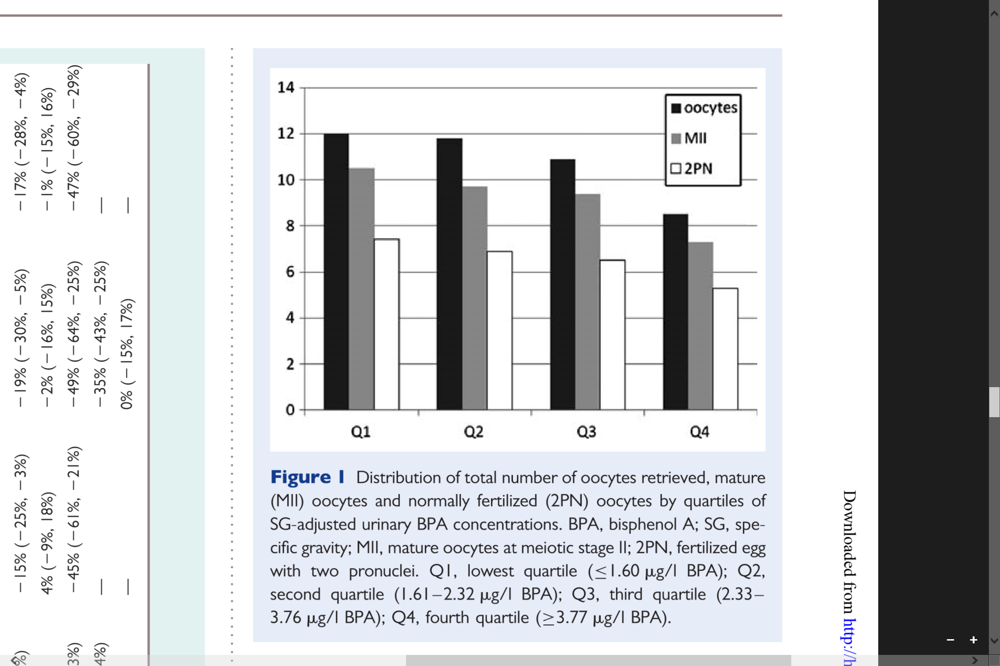 −17% (−28%, −4%)
−1% (−15%, 16%)
−47% (−60%, −29%)
—
—
−19% (−30%, −5%)
−2% (−16%, 15%)
−49% (−64%, −25%)
−35% (−43%, −25%)
0% (−15%, 17%)
−15% (−25%, −3%)
4% (−9%, 18%)
−45% (−61%, −21%)
—
—
3%)
4%)
14
12
10
8
6
4
2
0
oocytes
MII
2PN
Q1 Q2 Q3 Q4
Figure 1 Distribution of total number of oocytes retrieved, mature
(MII) oocytes and normally fertilized (2PN) oocytes by quartiles of
SG-adjusted urinary BPA concentrations. BPA, bisphenol A; SG, spe-
cific gravity; MII, mature oocytes at meiotic stage II; 2PN, fertilized egg
with two pronuclei. Q1, lowest quartile (≤1.60 μg/l BPA); Q2,
second quartile (1.61–2.32 μg/l BPA); Q3, third quartile (2.33–
3.76 μg/l BPA); Q4, fourth quartile (≥3.77 μg/l BPA).
Downloaded from http://h